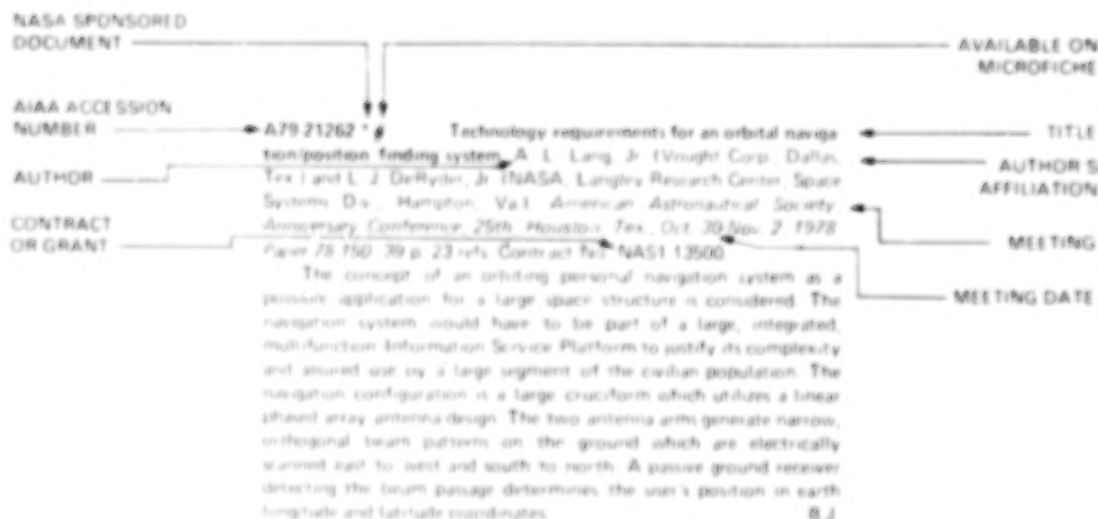 NASA SPONSORED
DOCUMENT
AVAILABLE ON
MICROFICHE
AIAA ACCESSION
NUMBER
A79-21262 * # Technology requirements for an orbital naviga-
TITLE
tion/position finding system. A. L. Lang, Jr. (Vought Corp., Dallas,
AUTHOR'S
AFFILIATION
AUTHOR
Tex.) and L. J. DeRyder, Jr. (NASA, Langley Research Center, Space
Systems Div., Hampton, Va.). American Astronautical Society,
MEETING
CONTRACT
OR GRANT
Anniversary Conference, 25th, Houston, Tex., Oct. 30-Nov. 2, 1978
Paper 78-150. 39 p. 23 refs. Contract No. NAS1-13500.
MEETING DATE
The concept of an orbiting personal navigation system as a
possible application for a large space structure is considered. The
navigation system would have to be part of a large, integrated,
multifunction Information Service Platform to justify its complexity
and assured use by a large segment of the civilian population. The
navigation configuration is a large cruciform which utilizes a linear
phased array antenna design. The two antenna arms generate narrow,
orthogonal beam patterns on the ground which are electrically
scanned east to west and south to north. A passive ground receiver
detecting the beam passage determines the user's position in earth
longitude and latitude coordinates. B.J.